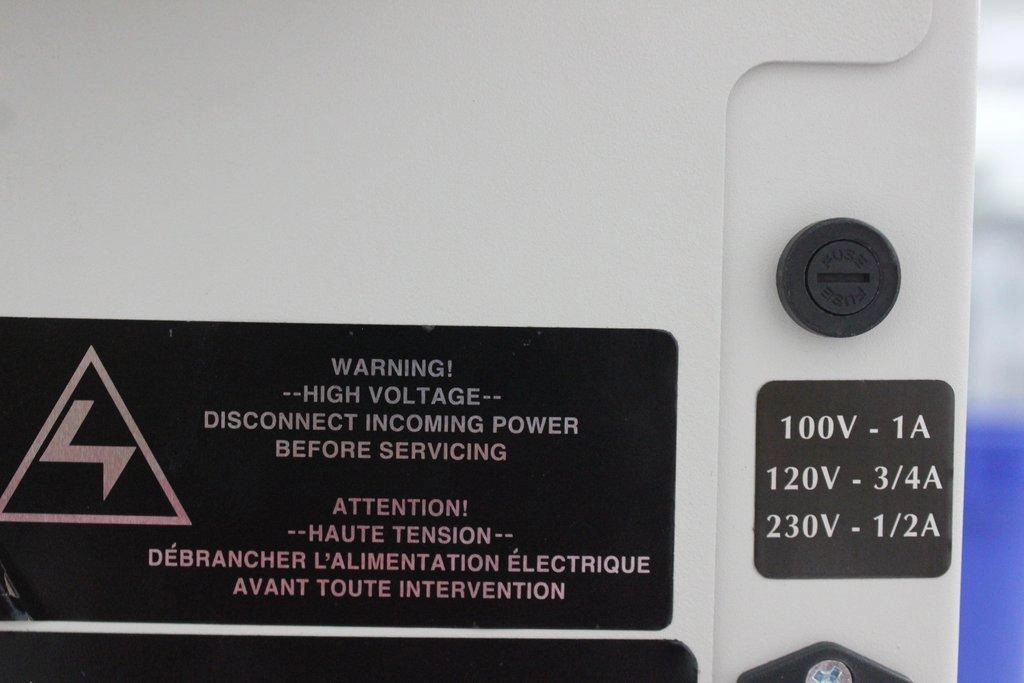 WARNING!
--HIGH VOLTAGE--
DISCONNECT INCOMING POWER
BEFORE SERVICING
ATTENTION!
--HAUTE TENSION--
DÉBRANCHER L'ALIMENTATION ÉLECTRIQUE
AVANT TOUTE INTERVENTION
FUSE
FUSE
100V - 1A
120V - 3/4A
230V - 1/2A